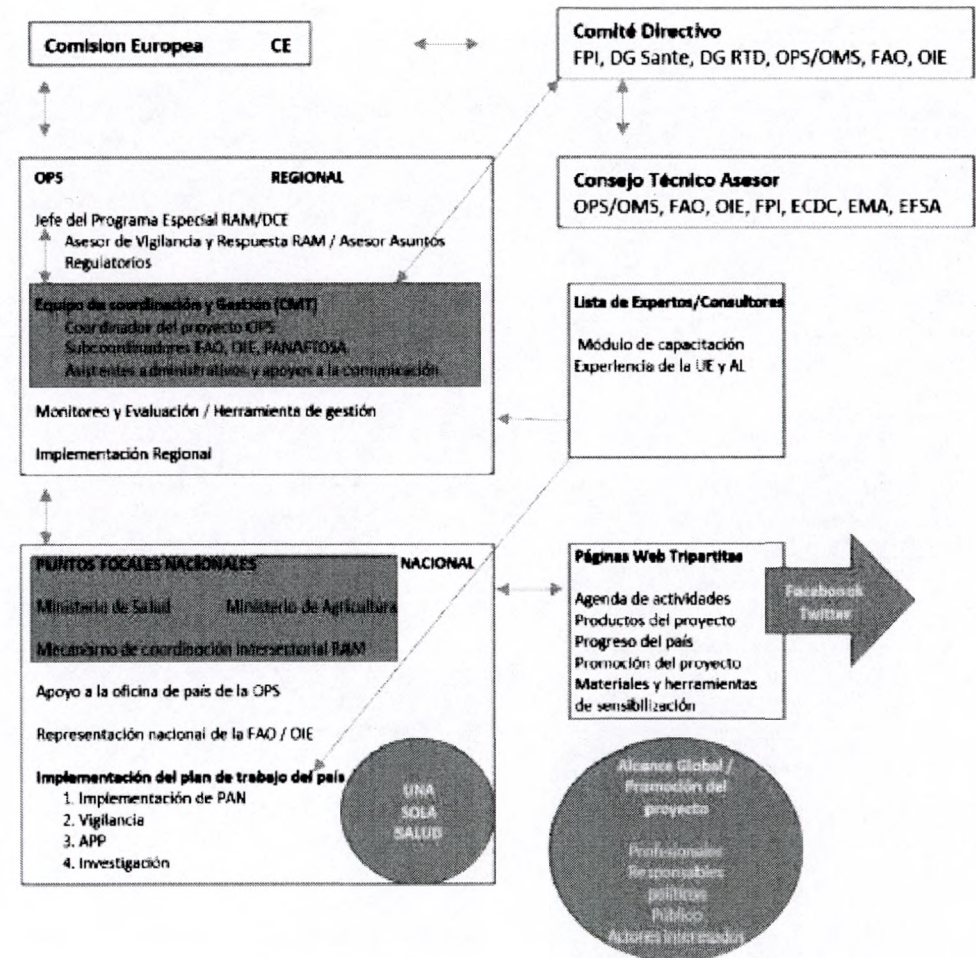 Comision Europea CE
Comité Directivo
FPI, DG Sante, DG RTD, OPS/OMS, FAO, OIE
OPS REGIONAL
Jefe del Programa Especial RAM/DCE
Asesor de Vigilancia y Respuesta RAM / Asesor Asuntos
Regulatorios
Equipo de coordinación y Gestión (CMT)
Coordinador del proyecto OPS
Subcoordinadores FAO, OIE, PANAFTOSA
Asistentes administrativos y apoyos a la comunicación
Monitoreo y Evaluación / Herramienta de gestión
Implementación Regional
Consejo Técnico Asesor
OPS/OMS, FAO, OIE, FPI, ECDC, EMA, EFSA
Lista de Expertos/Consultores
Módulo de capacitación
Experiencia de la UE y AL
PUNTOS FOCALES NACIONALES NACIONAL
Ministerio de Salud Ministerio de Agricultura
Mecanismo de coordinación Intersectorial RAM
Apoyo a la oficina de país de la OPS
Representación nacional de la FAO / OIE
Implementación del plan de trabajo del país
1. Implementación de PAN
2. Vigilancia
3. APP
4. Investigación
UNA
SOLA
SALUD
Páginas Web Tripartitas
Agenda de actividades
Productos del proyecto
Progreso del país
Promoción del proyecto
Materiales y herramientas
de sensibilización
Facebook
Twitter
Alcance Global /
Promoción del
proyecto
Profesionales
Responsables
políticos
Público
Actores interesados